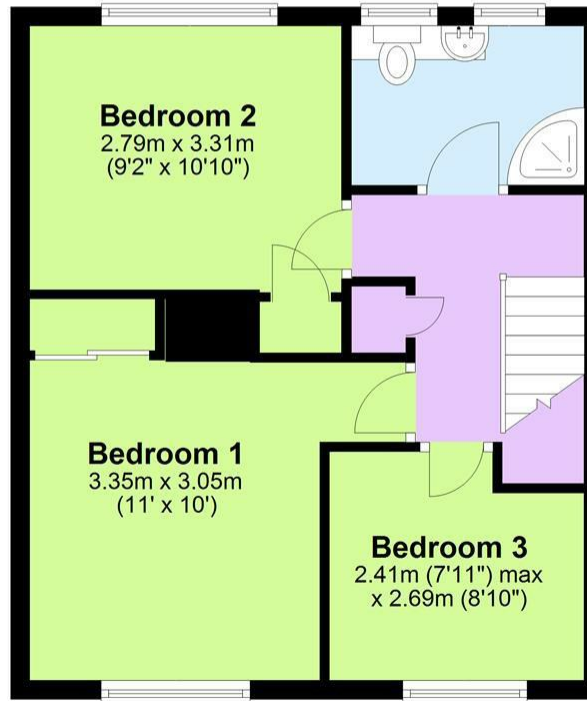 Bedroom 2
2.79m x 3.31m
(9'2" x 10'10")
Bedroom 1
3.35m x 3.05m
(11' x 10')
Bedroom 3
2.41m (7'11") max
x 2.69m (8'10")